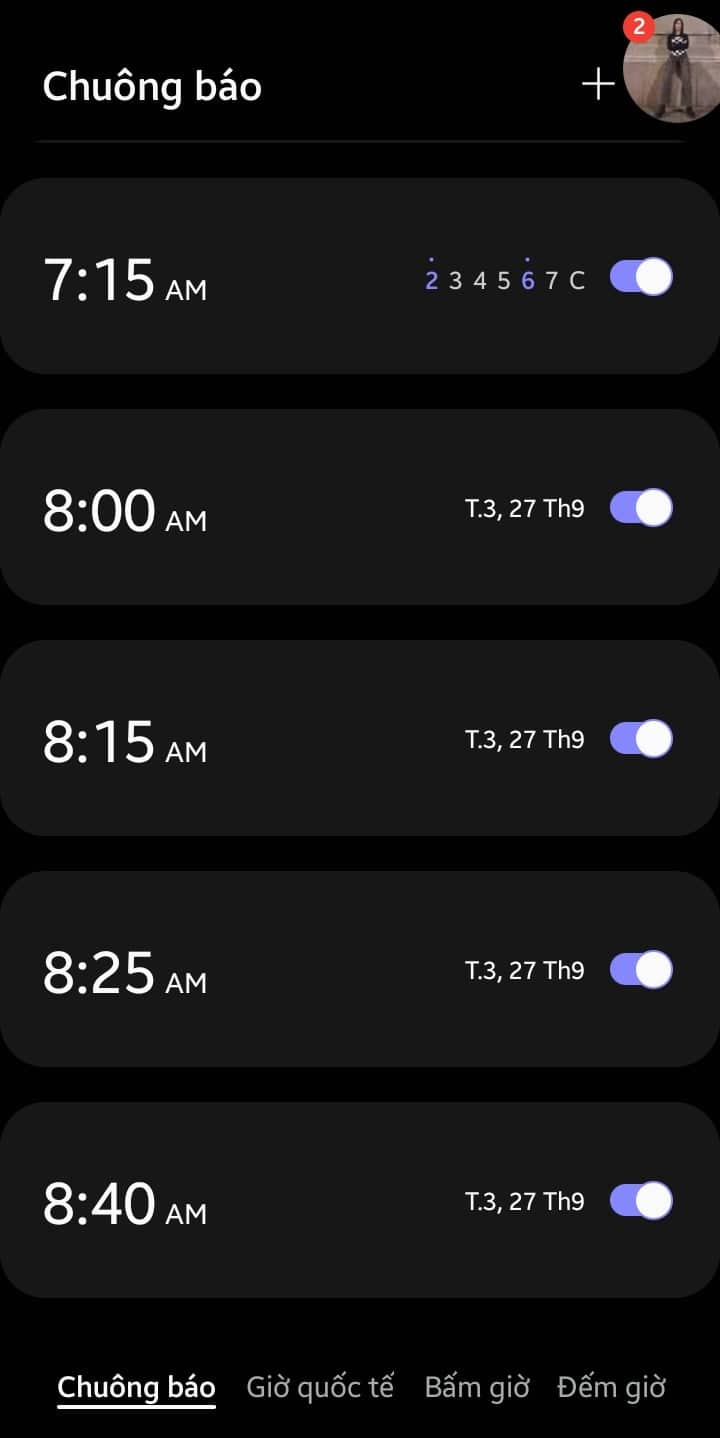 2
Chuông báo
7:15 AM 2 3 4 5 6 7 C
8:00 AM T.3, 27 Th9
8:15 AM T.3, 27 Th9
8:25 AM T.3, 27 Th9
8:40 AM T.3, 27 Th9
Chuông báo Giờ quốc tế Bấm giờ Đếm giờ